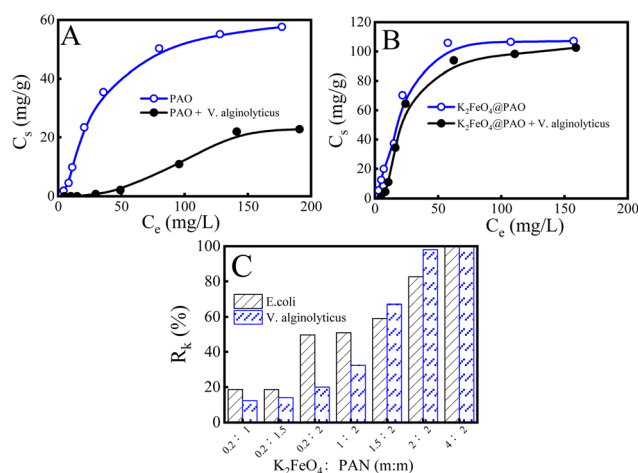 A
60
40
20
0
C_s (mg/g)
PAO
PAO + V. alginolyticus
0 50 100 150 200
C_e (mg/L)
B
120
100
80
60
40
20
0
C_s (mg/g)
K₂FeO₄@PAO
K₂FeO₄@PAO + V. alginolyticus
0 50 100 150 200
C_e (mg/L)
C
100
80
60
40
20
0
R_k (%)
E.coli
V. alginolyticus
0.2： 1
0.2： 1.5
0.2： 2
1： 2
1.5： 2
2： 2
4： 2
K₂FeO₄： PAN (m:m)